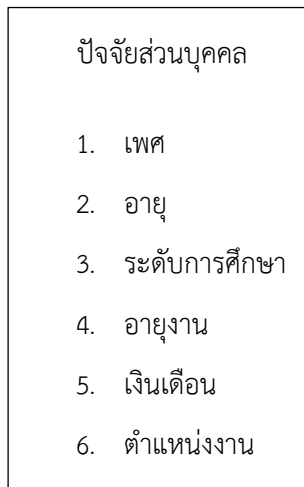 ปัจจัยส่วนบุคคล
1. เพศ
2. อายุ
3. ระดับการศึกษา
4. อายุงาน
5. เงินเดือน
6. ตำแหน่งงาน